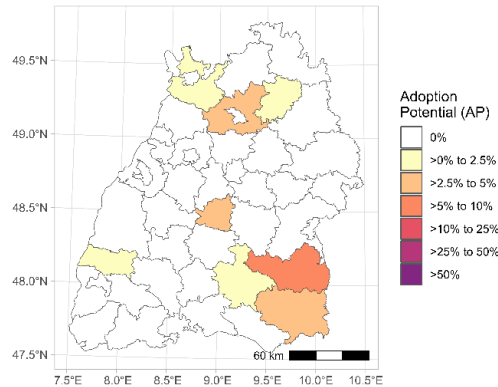 49.5°N
49.0°N
48.5°N
48.0°N
47.5°N
7.5°E 8.0°E 8.5°E 9.0°E 9.5°E 10.0°E 10.5°E
60 km
Adoption
Potential (AP)
0%
>0% to 2.5%
>2.5% to 5%
>5% to 10%
>10% to 25%
>25% to 50%
>50%